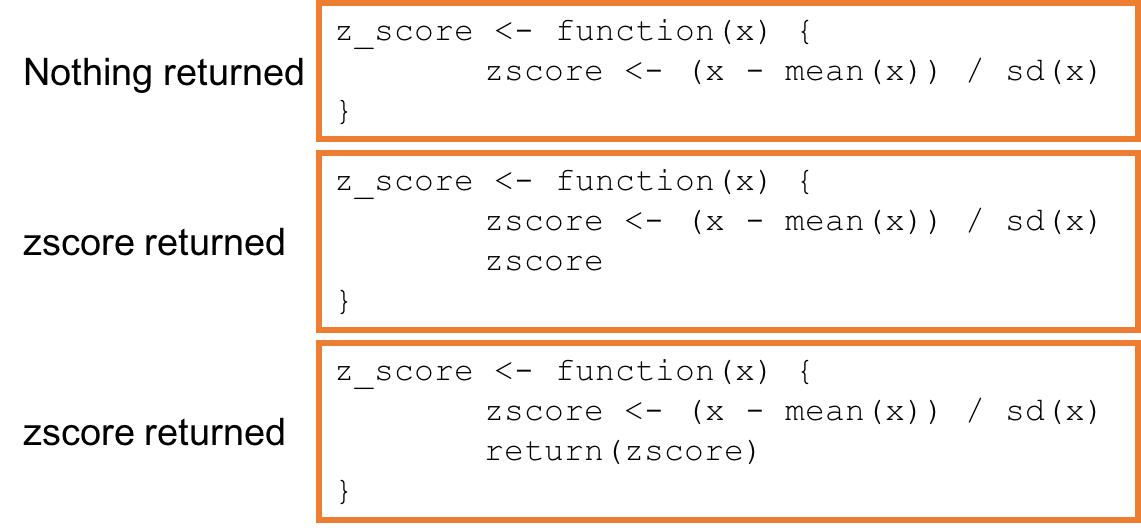 Nothing returned
z_score <- function(x) {
zscore <- (x - mean(x)) / sd(x)
}
zscore returned
z_score <- function(x) {
zscore <- (x - mean(x)) / sd(x)
zscore
}
zscore returned
z_score <- function(x) {
zscore <- (x - mean(x)) / sd(x)
return(zscore)
}